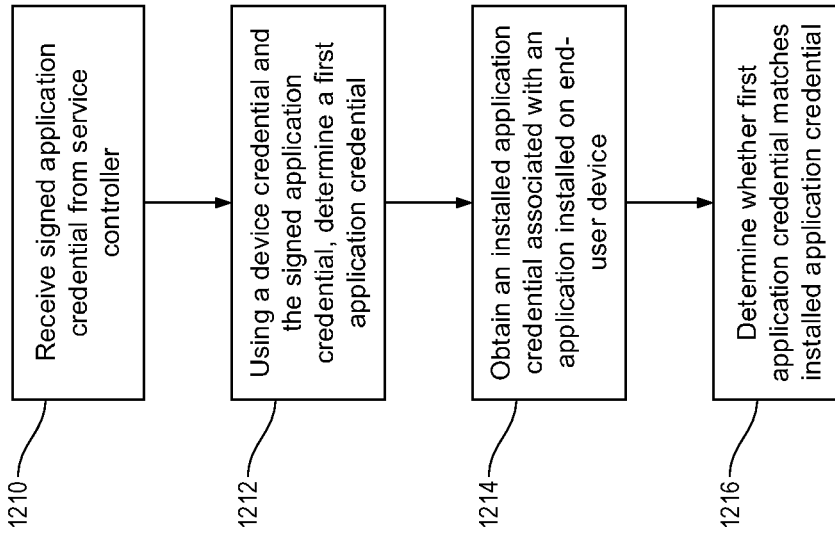 1210
Receive signed application
credential from service
controller
1212
Using a device credential and
the signed application
credential, determine a first
application credential
1214
Obtain an installed application
credential associated with an
application installed on end-
user device
1216
Determine whether first
application credential matches
installed application credential